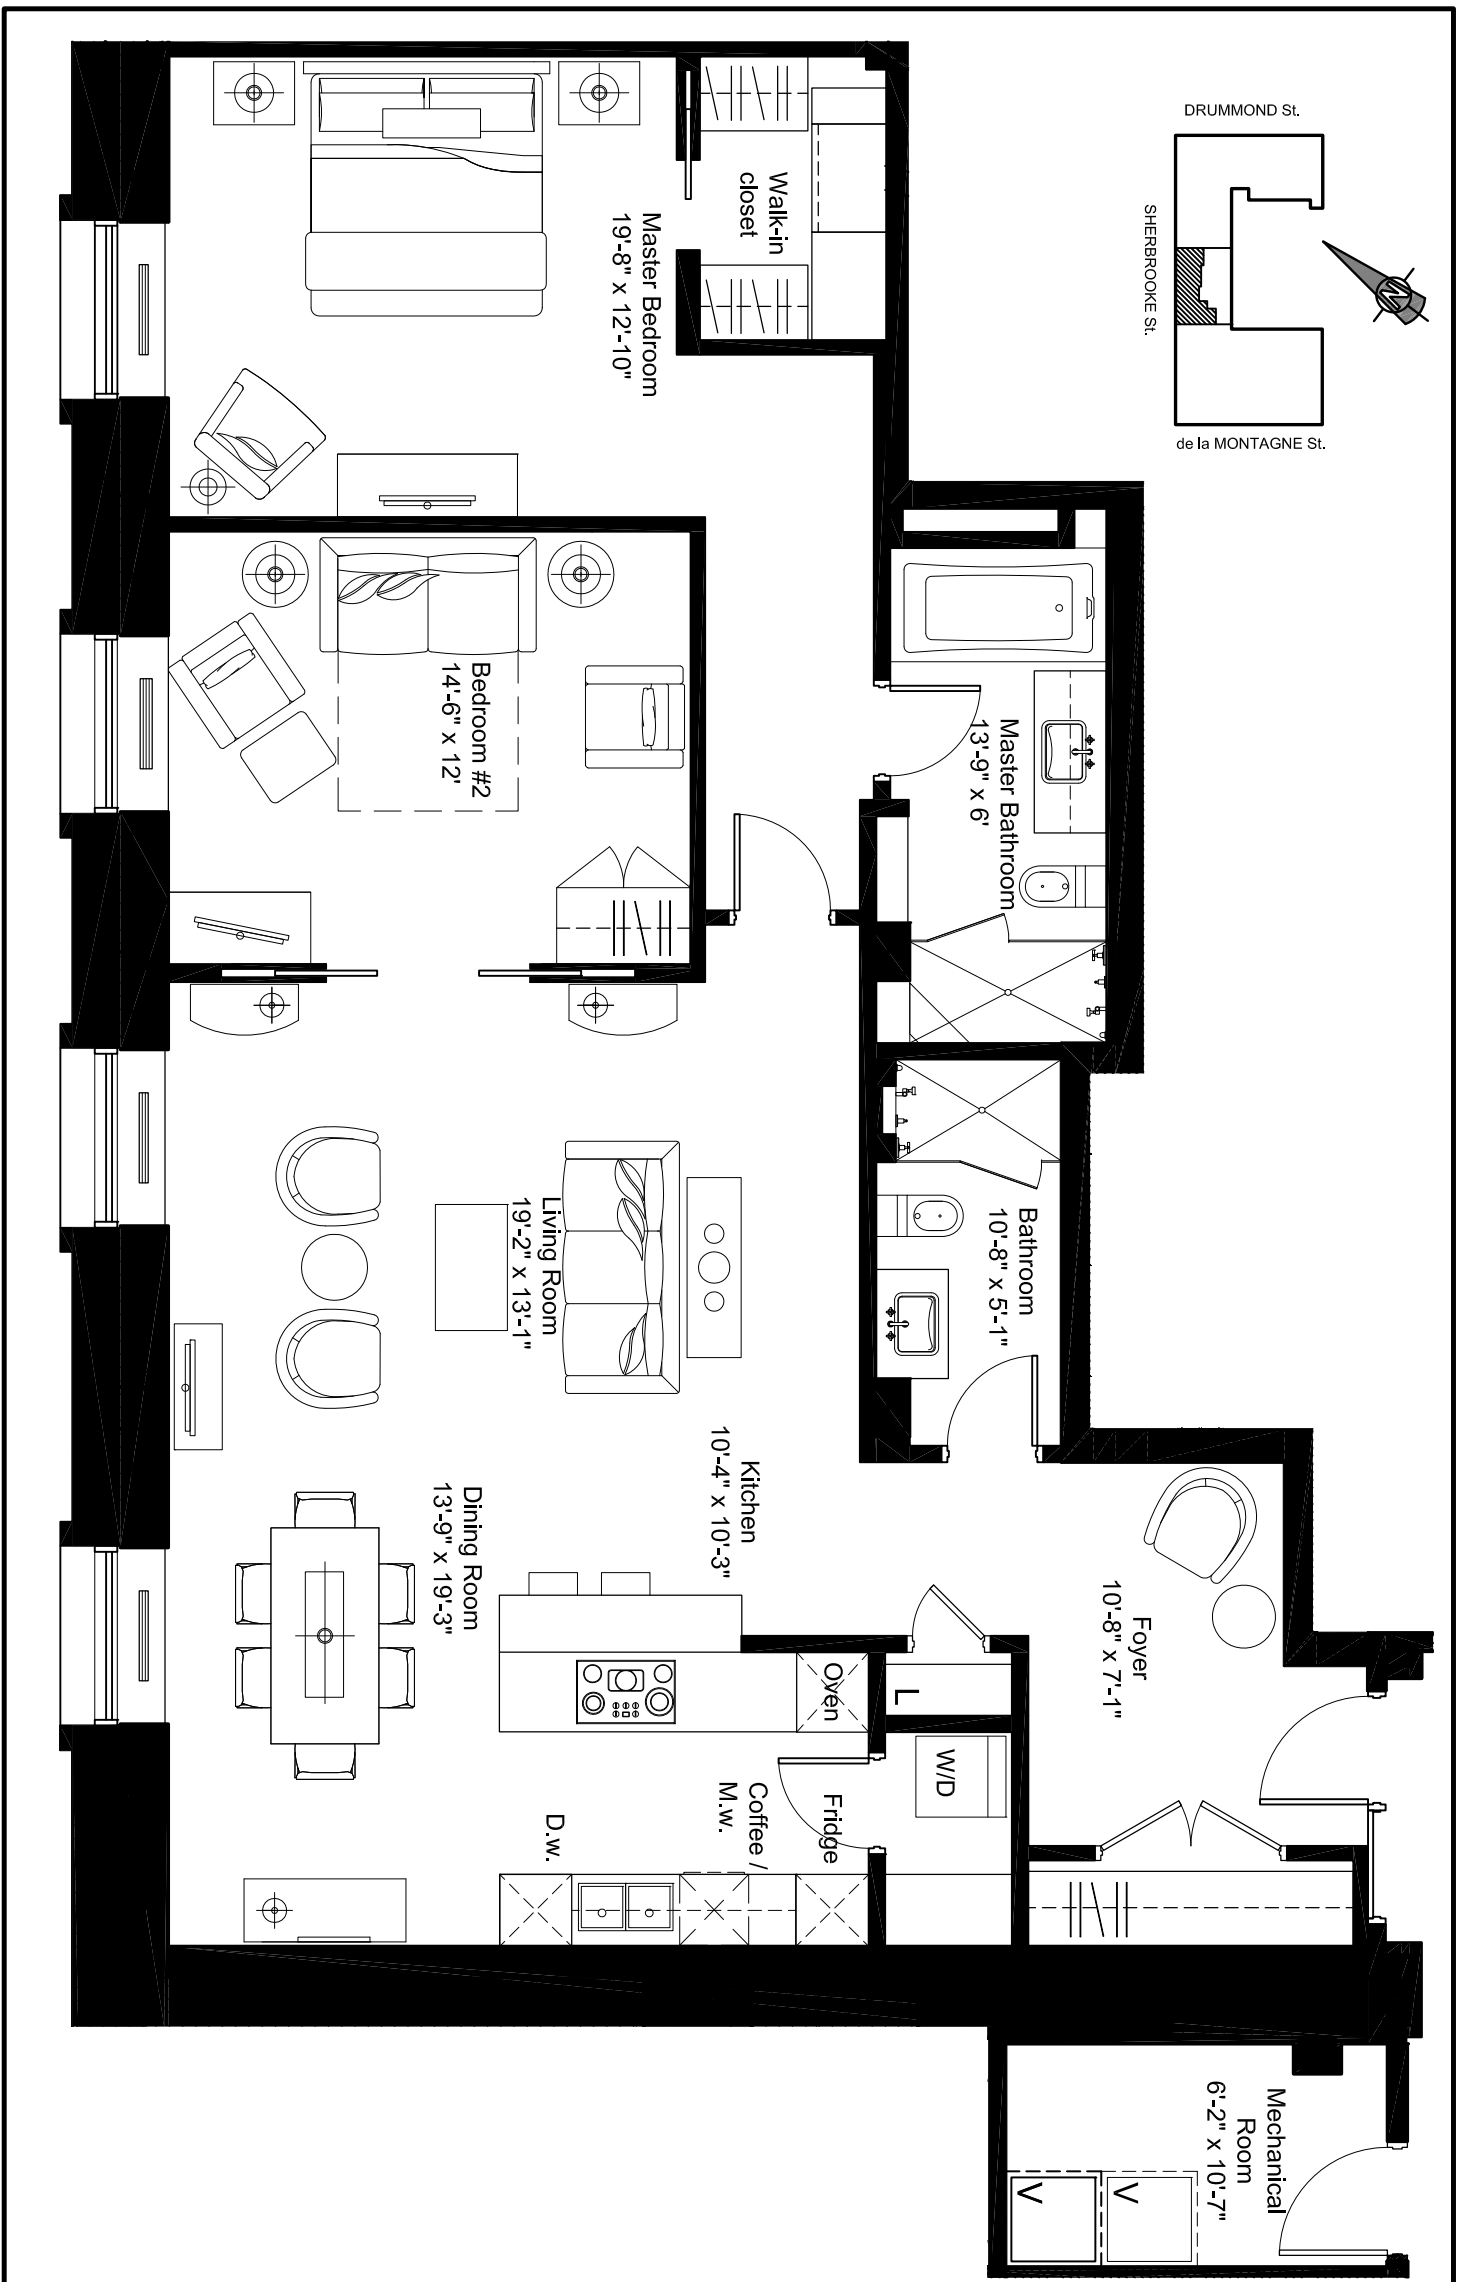 DRUMMOND St.
SHERBROOKE St.
de la MONTAGNE St.
N
Walk-in
closet
Master Bedroom
19'-8" x 12'-10"
Master Bathroom
13'-9" x 6'
Bedroom #2
14'-6" x 12'
Bathroom
10'-8" x 5'-1"
Living Room
19'-2" x 13'-1"
Kitchen
10'-4" x 10'-3"
Dining Room
13'-9" x 19'-3"
Foyer
10'-8" x 7'-1"
Oven
L
W/D
Fridge
Coffee /
M.w.
D.w.
Mechanical
Room
6'-2" x 10'-7"
V
V